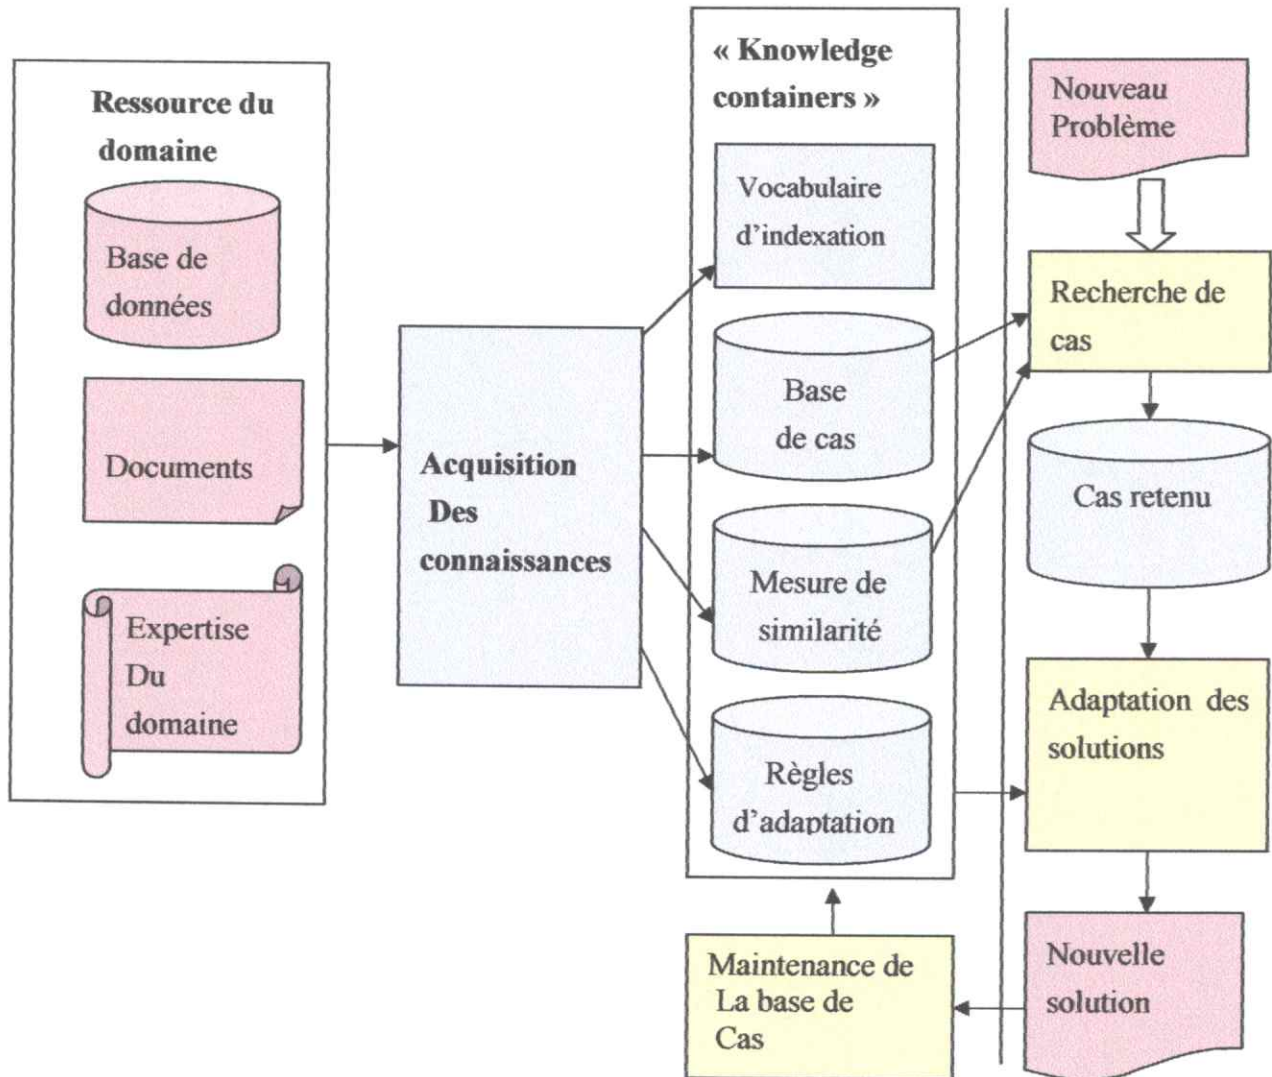 Ressource du
domaine
Base de
données
Documents
Expertise
Du
domaine
Acquisition
Des
connaissances
« Knowledge
containers »
Vocabulaire
d'indexation
Base
de cas
Mesure de
similarité
Règles
d'adaptation
Maintenance de
La base de
Cas
Nouveau
Problème
Recherche de
cas
Cas retenu
Adaptation des
solutions
Nouvelle
solution